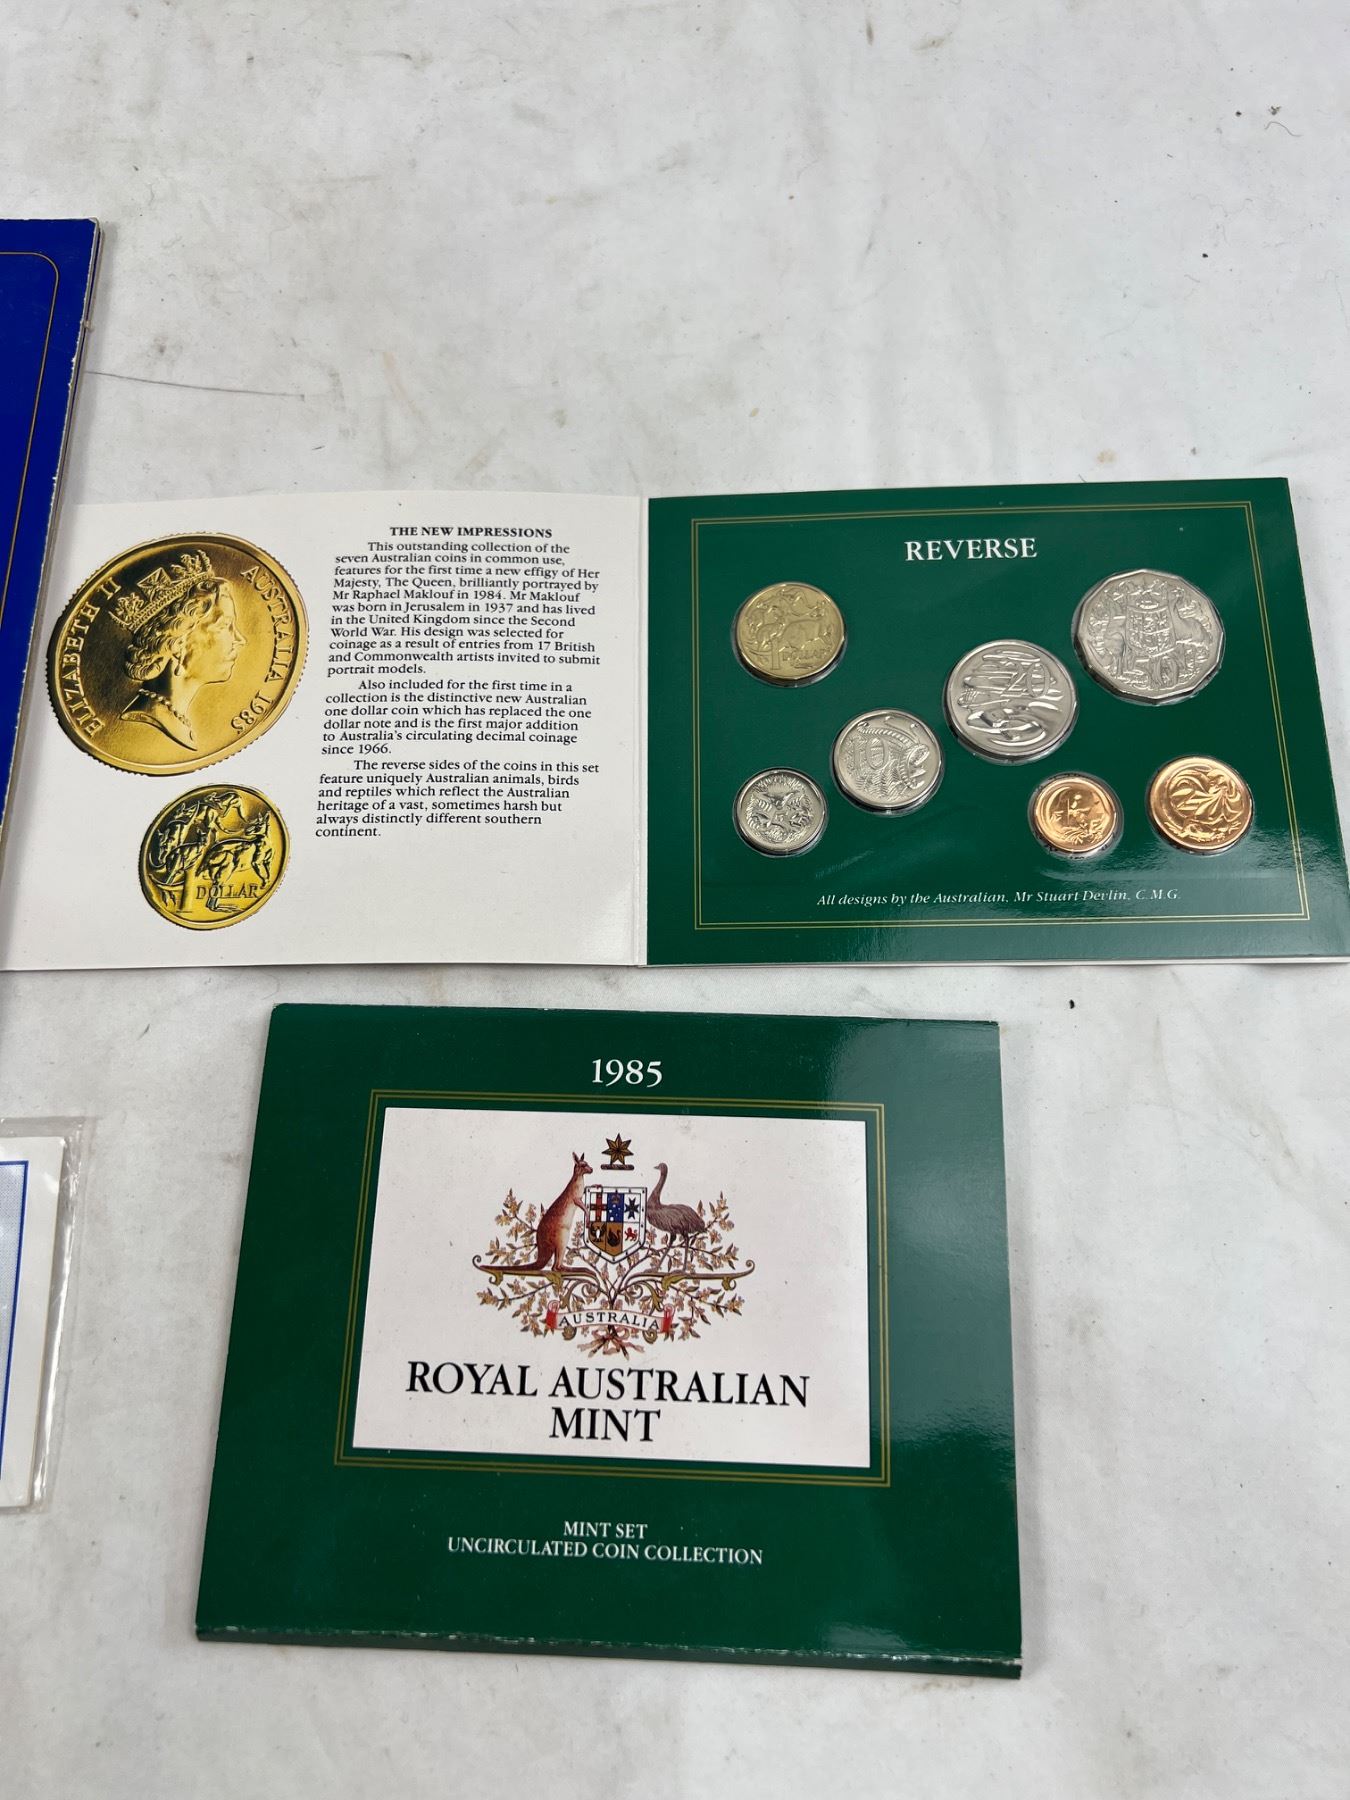 ELIZABETH II
AUSTRALIA 1985
DOLLAR
THE NEW IMPRESSIONS
This outstanding collection of the
seven Australian coins in common use,
features for the first time a new effigy of Her
Majesty, The Queen, brilliantly portrayed by
Mr Raphael Maklouf in 1984. Mr Maklouf
was born in Jerusalem in 1937 and has lived
in the United Kingdom since the Second
World War. His design was selected for
coinage as a result of entries from 17 British
and Commonwealth artists invited to submit
portrait models.
Also included for the first time in a
collection is the distinctive new Australian
one dollar coin which has replaced the one
dollar note and is the first major addition
to Australia's circulating decimal coinage
since 1966.
The reverse sides of the coins in this set
feature uniquely Australian animals, birds
and reptiles which reflect the Australian
heritage of a vast, sometimes harsh but
always distinctly different southern
continent.
REVERSE
DOLLAR
20
10
5
1
2
All designs by the Australian, Mr Stuart Devlin, C.M.G.
1985
AUSTRALIA
ROYAL AUSTRALIAN
MINT
MINT SET
UNCIRCULATED COIN COLLECTION